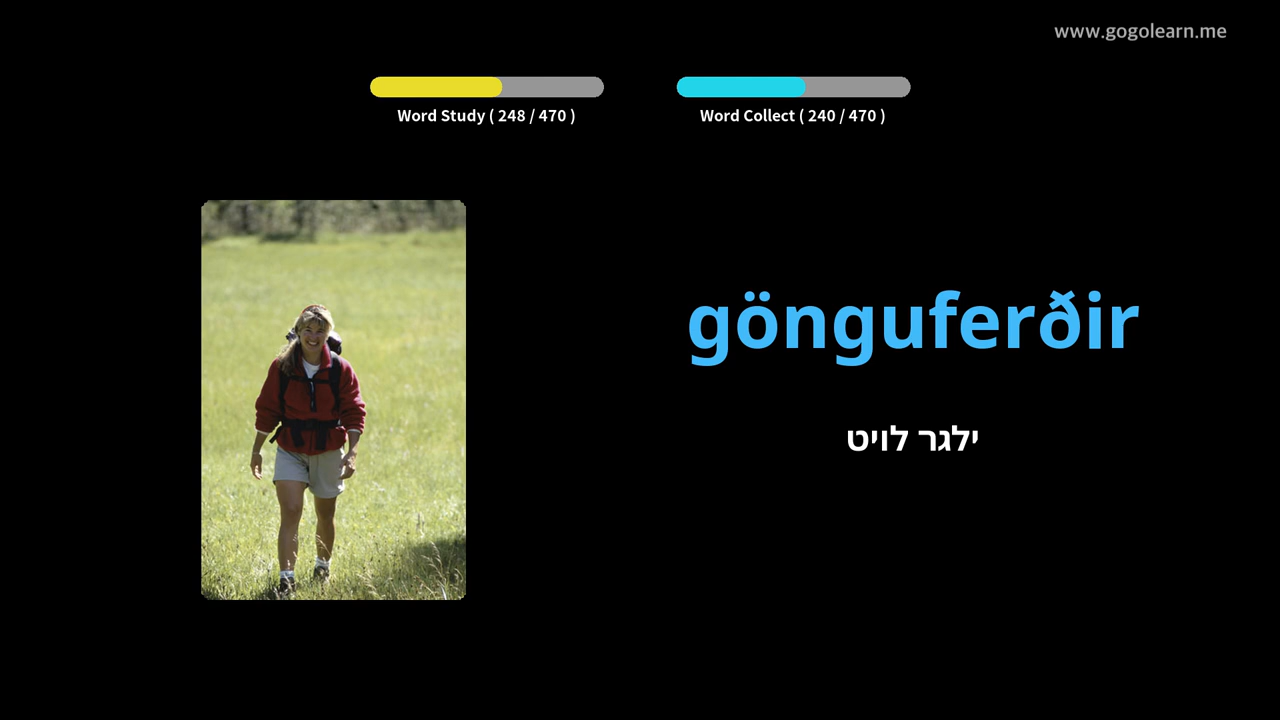 www.gogolearn.me
Word Study ( 248 / 470 )
Word Collect ( 240 / 470 )
gönguferðir
ילגר לויט